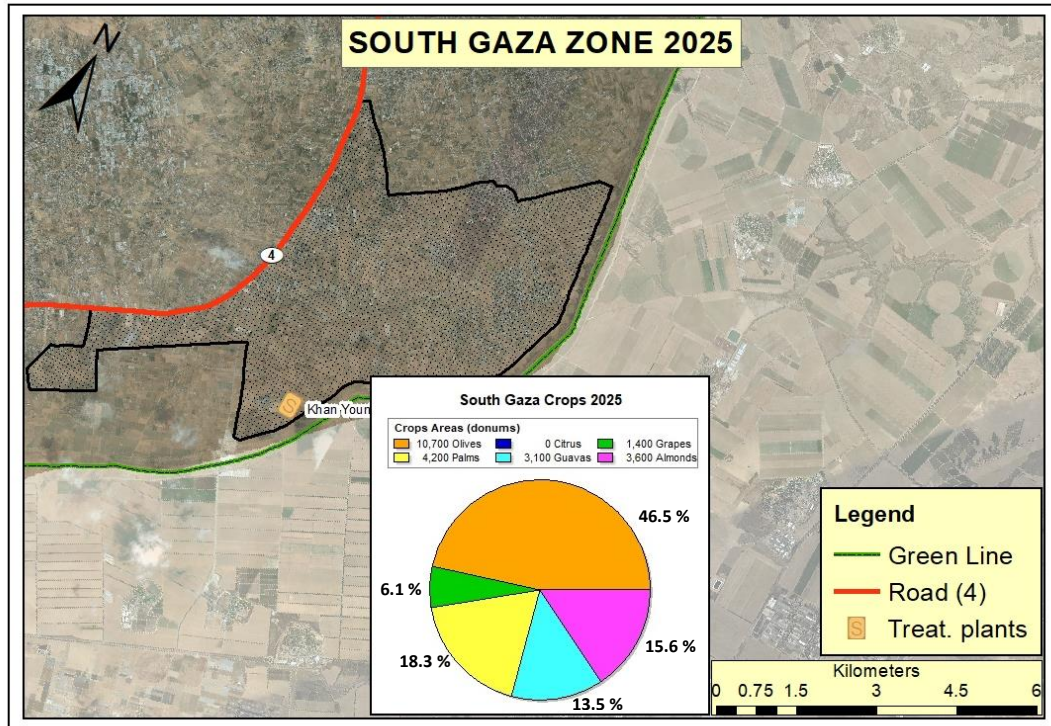 SOUTH GAZA ZONE 2025
N
4
Khan Youn
South Gaza Crops 2025
Crops Areas (donums)
10,700 Olives 0 Citrus 1,400 Grapes
4,200 Palms 3,100 Guavas 3,600 Almonds
46.5 %
6.1 %
15.6 %
18.3 %
13.5 %
Legend
Green Line
Road (4)
S Treat. plants
S
Kilometers
0 0.75 1.5 3 4.5 6